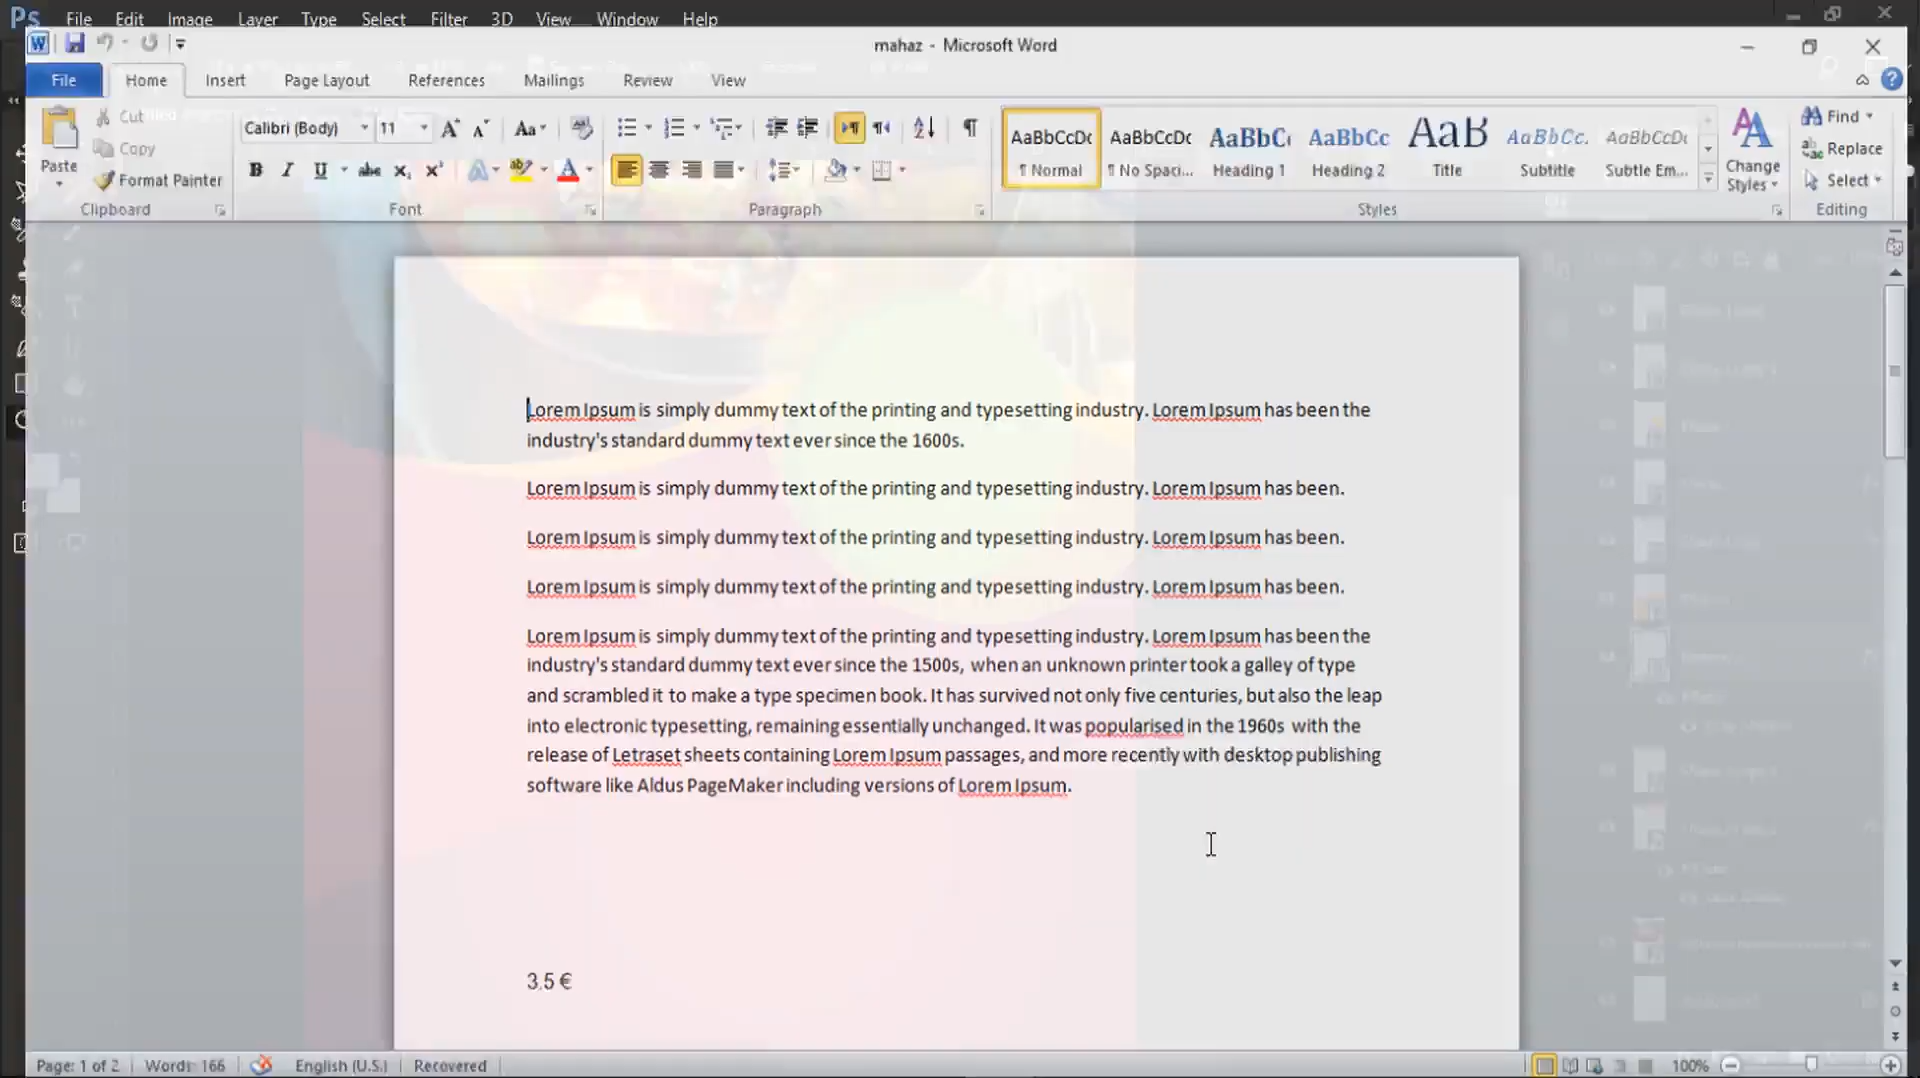 Ps File Edit Image Layer Type Select Filter 3D View Window Help
W mahaz - Microsoft Word
File Home Insert Page Layout References Mailings Review View
Paste
Cut
Copy
Format Painter
Clipboard
Calibri (Body) 11
Font
Paragraph
AaBbCcDc AaBbCcDc AaBbC AaBbCc AaB AaBbCc. AaBbCcDc
¶ Normal ¶ No Spaci... Heading 1 Heading 2 Title Subtitle Subtle Em...
Styles
Change
Styles
Find
Replace
Select
Editing
Lorem Ipsum is simply dummy text of the printing and typesetting industry. Lorem Ipsum has been the
industry's standard dummy text ever since the 1600s.
Lorem Ipsum is simply dummy text of the printing and typesetting industry. Lorem Ipsum has been.
Lorem Ipsum is simply dummy text of the printing and typesetting industry. Lorem Ipsum has been.
Lorem Ipsum is simply dummy text of the printing and typesetting industry. Lorem Ipsum has been.
Lorem Ipsum is simply dummy text of the printing and typesetting industry. Lorem Ipsum has been the
industry's standard dummy text ever since the 1500s, when an unknown printer took a galley of type
and scrambled it to make a type specimen book. It has survived not only five centuries, but also the leap
into electronic typesetting, remaining essentially unchanged. It was popularised in the 1960s with the
release of Letraset sheets containing Lorem Ipsum passages, and more recently with desktop publishing
software like Aldus PageMaker including versions of Lorem Ipsum.
3.5 €
Page: 1 of 2 Words: 166 English (U.S.) Recovered 100%